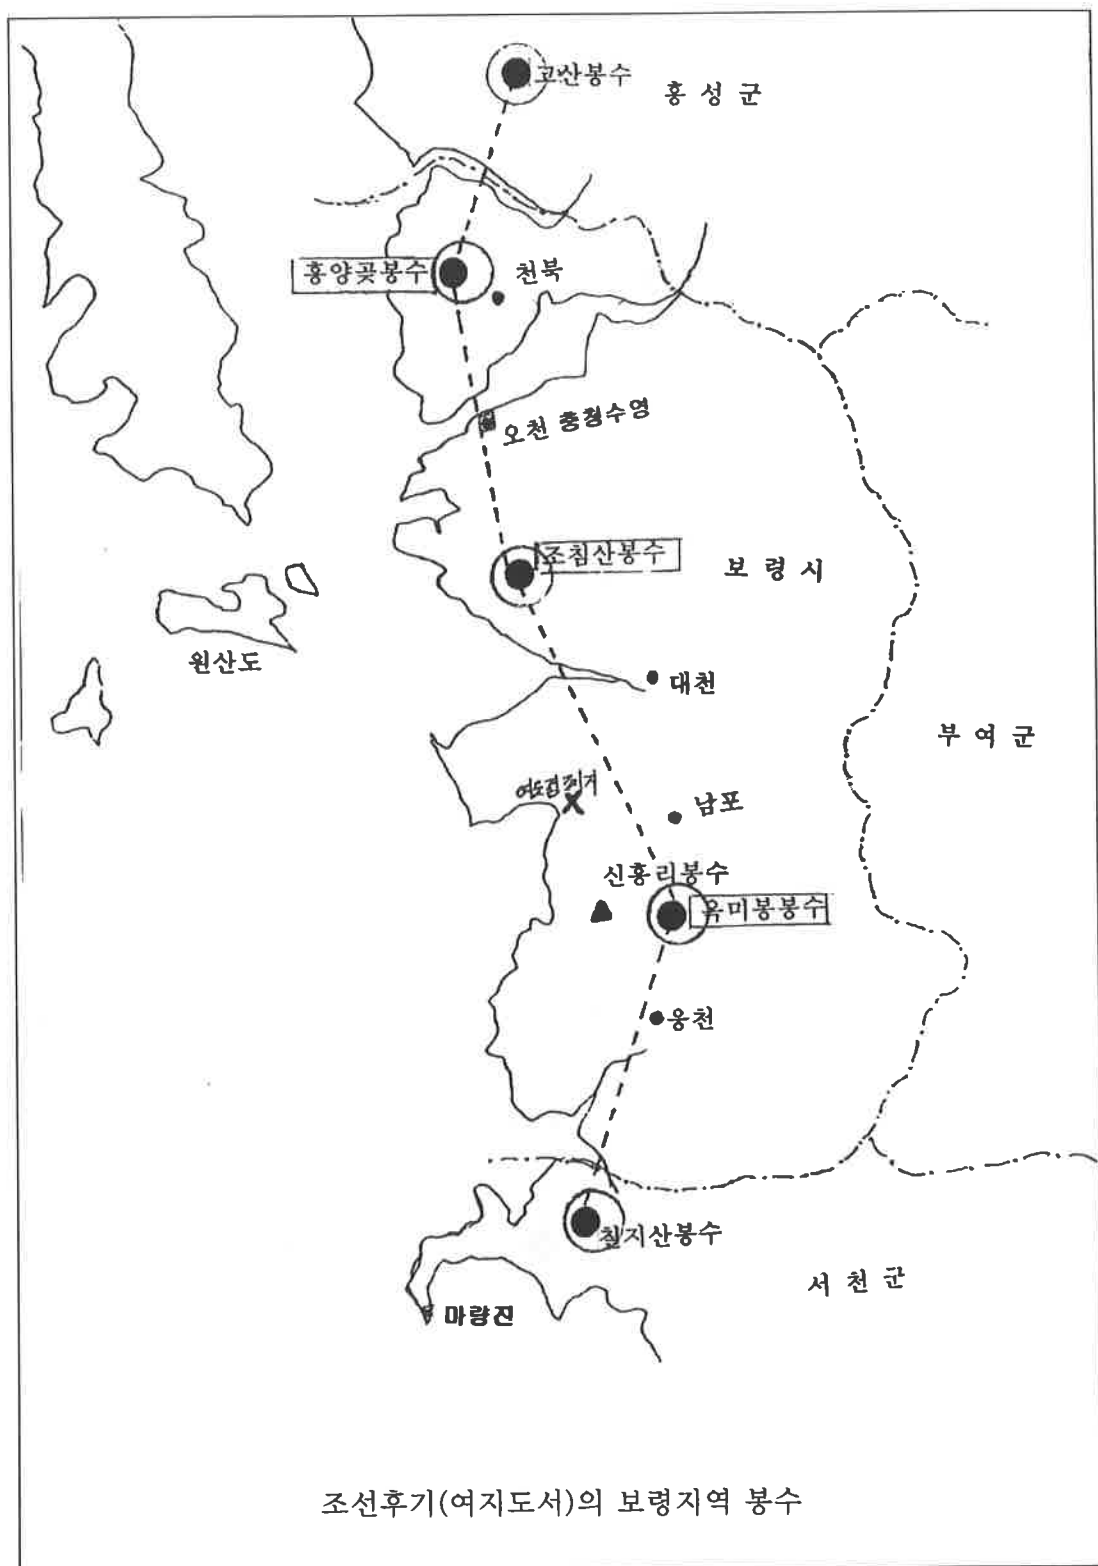 고산봉수
홍성군
홍양곶봉수
천북
오천 충청수영
조침산봉수
보령시
원산도
대천
부여군
남포
신흥리봉수
옥미봉봉수
웅천
칠지산봉수
서천군
마량진
조선후기(여지도서)의 보령지역 봉수